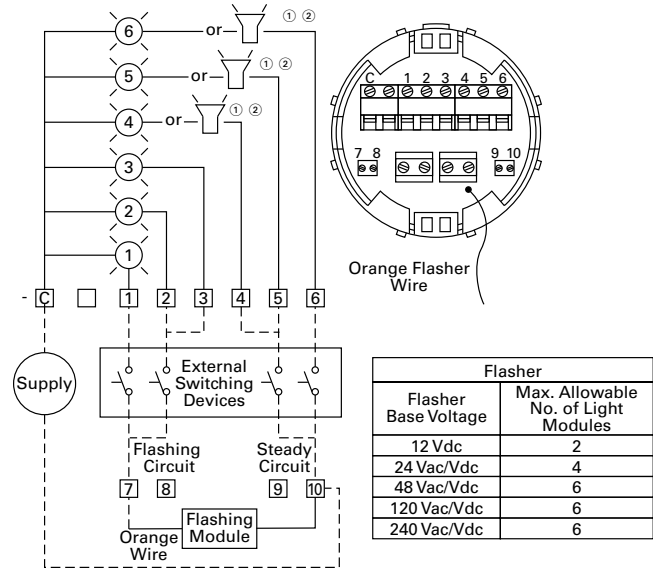 6 or ① ②
5 or ① ②
4 or ① ②
3
2
1
- C 1 2 3 4 5 6
Supply
External
Switching
Devices
Flashing
Circuit
Steady
Circuit
7 8 9 10
Orange
Wire
Flashing
Module
C 1 2 3 4 5 6
7 8 9 10
Orange Flasher
Wire
Flasher
Flasher
Base Voltage
Max. Allowable
No. of Light
Modules
12 Vdc 2
24 Vac/Vdc 4
48 Vac/Vdc 6
120 Vac/Vdc 6
240 Vac/Vdc 6